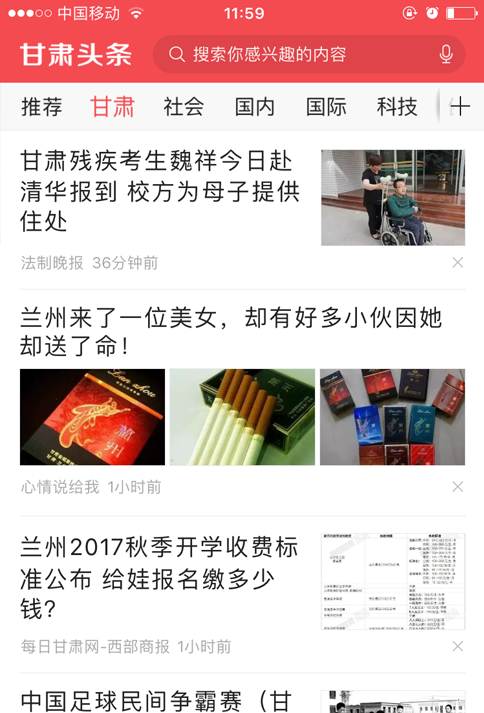 中国移动 11:59
甘肃头条 搜索你感兴趣的内容
推荐 甘肃 社会 国内 国际 科技
甘肃残疾考生魏祥今日赴
清华报到 校方为母子提供
住处
法制晚报 36分钟前
兰州来了一位美女，却有好多小伙因她
却送了命！
Lan zhou
蘭州
心情说给我 1小时前
兰州2017秋季开学收费标
准公布 给娃报名缴多少
钱？
每日甘肃网-西部商报 1小时前
中国足球民间争霸赛（甘